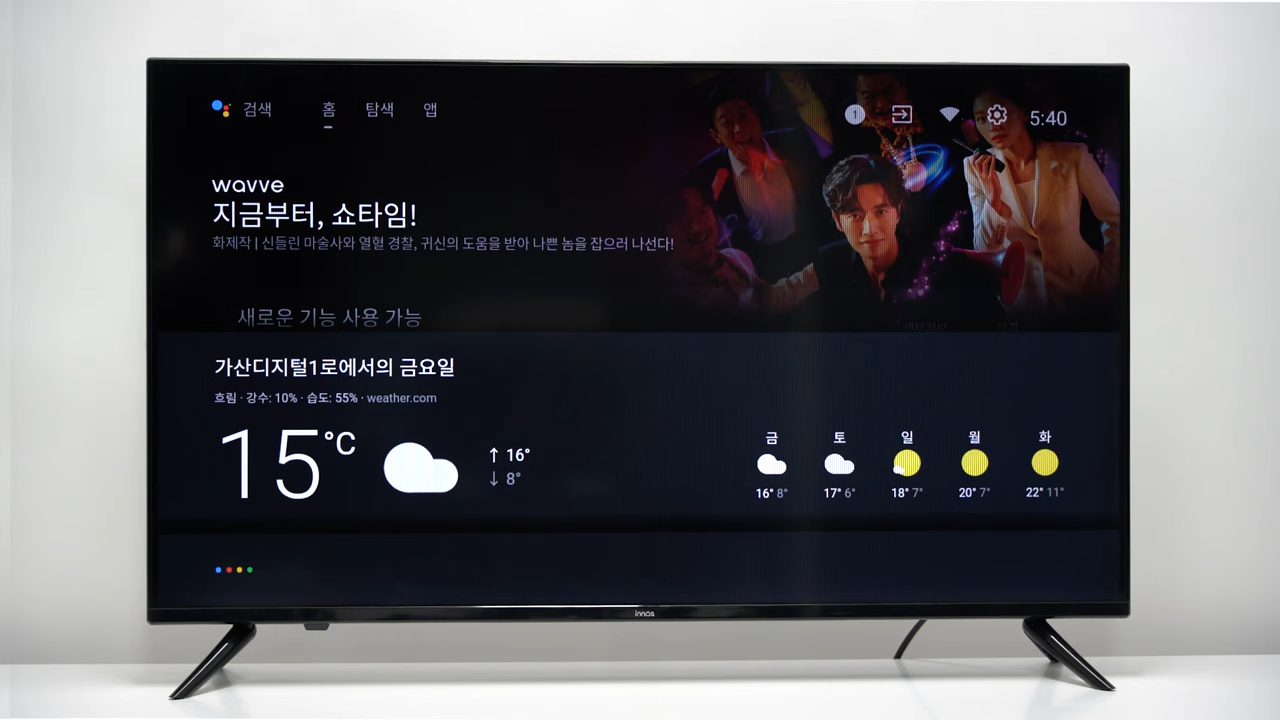 검색 홈 탐색 앱 1 5:40
wavve
지금부터, 쇼타임!
화제작 | 신들린 마술사와 열혈 경찰, 귀신의 도움을 받아 나쁜 놈을 잡으러 나선다!
새로운 기능 사용 가능
가산디지털1로에서의 금요일
흐림 · 강수: 10% · 습도: 55% · weather.com
15°C
↑ 16°
↓ 8°
금 토 일 월 화
16° 8° 17° 6° 18° 7° 20° 7° 22° 11°
innos